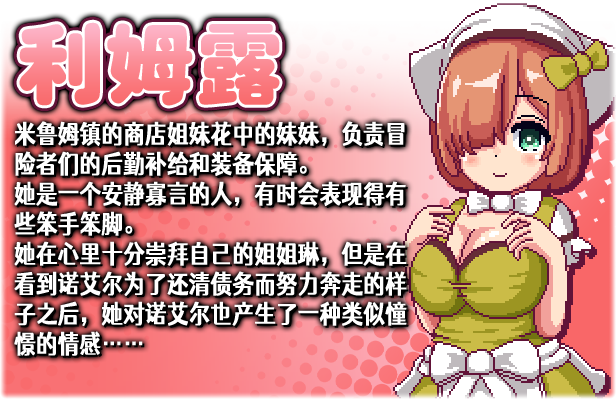 利姆露
米鲁姆镇的商店姐妹花中的妹妹，负责冒
险者们的后勤补给和装备保障。
她是一个安静寡言的人，有时会表现得有
些笨手笨脚。
她在心里十分崇拜自己的姐姐琳，但是在
看到诺艾尔为了还清债务而努力奔走的样
子之后，她对诺艾尔也产生了一种类似憧
憬的情感……